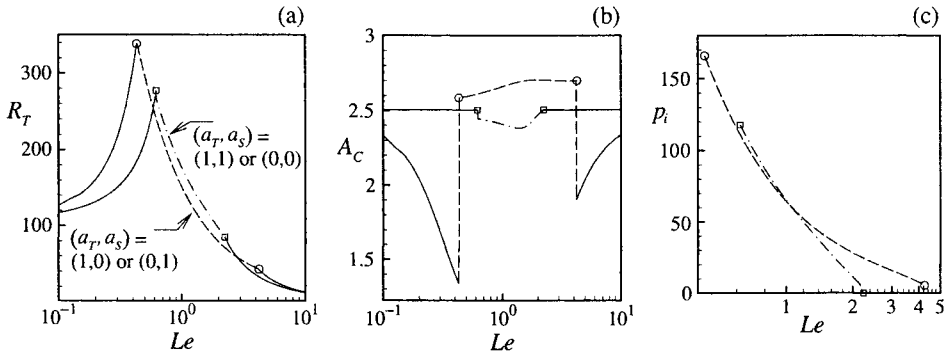 (a)
300
R_T
200
100
(a_T, a_S) =
(1,1) or (0,0)
(a_T, a_S) =
(1,0) or (0,1)
10^-1
10^0
10^1
Le
(b)
3
2.5
A_C
2
1.5
10^-1
10^0
10^1
Le
(c)
150
p_i
100
50
0
1
2
3
4
5
Le